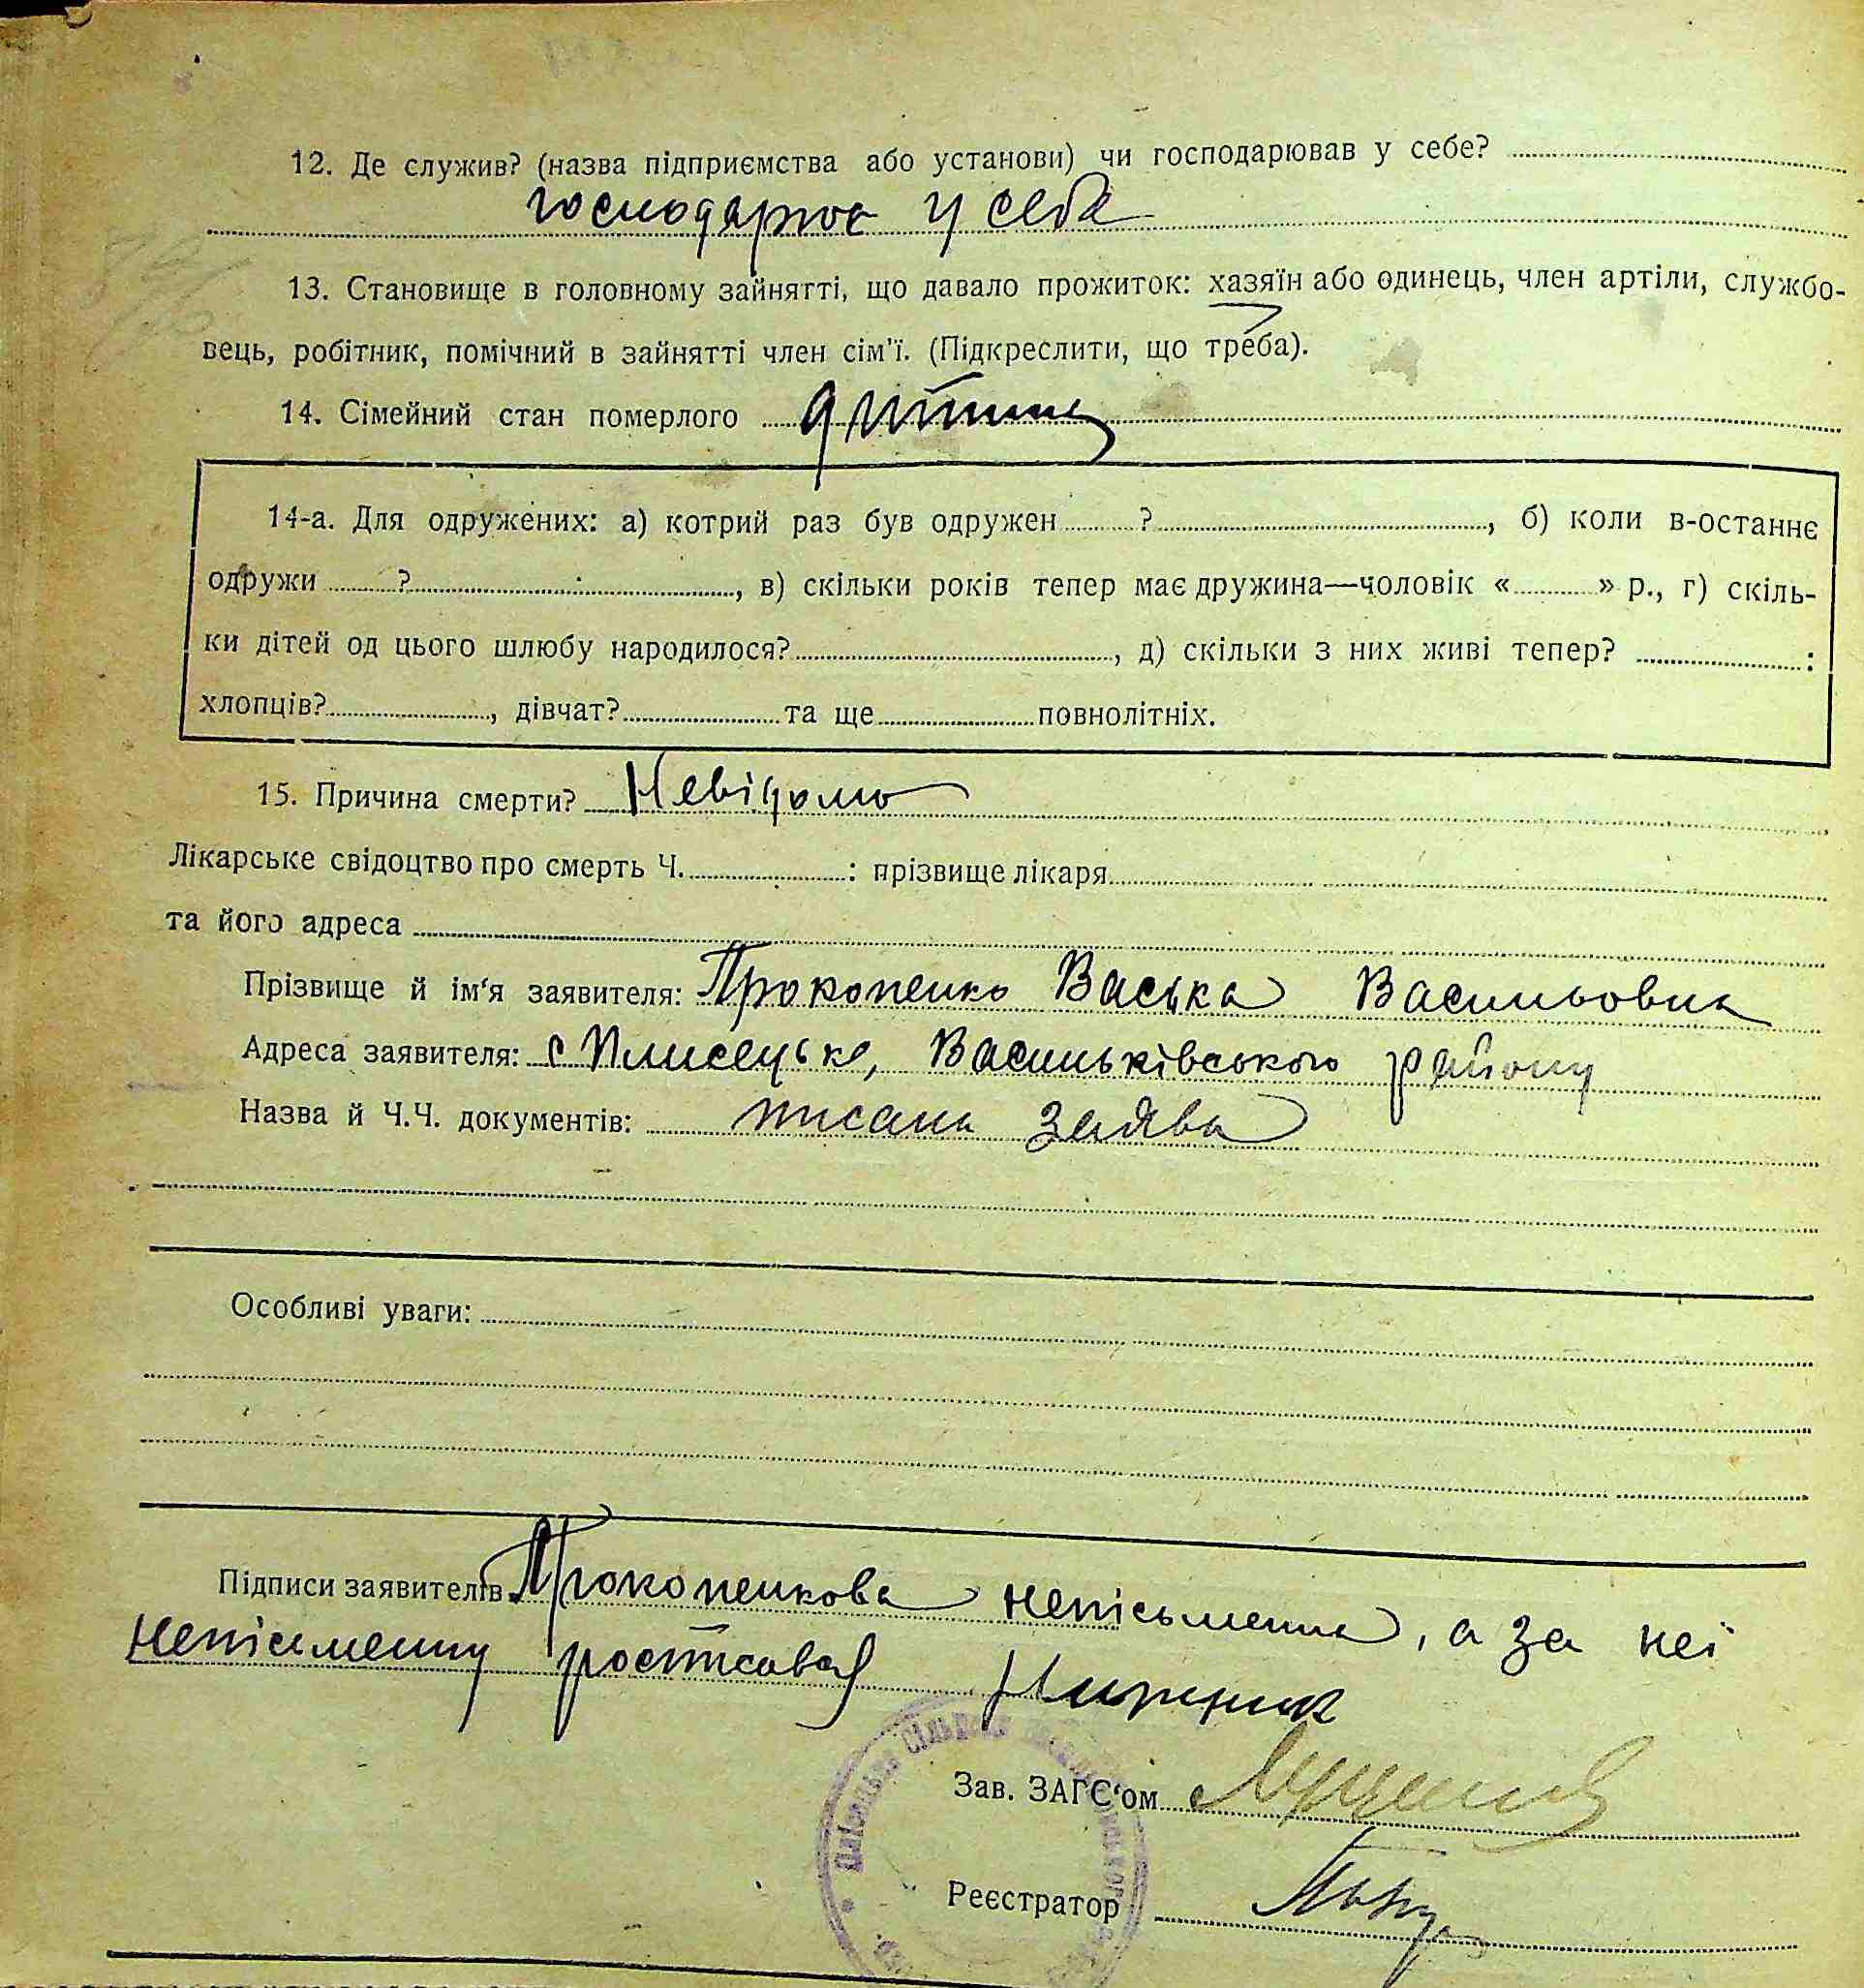 12. Де служив? (назва підприємства або установи) чи господарював у себе?
господарює у себе
13. Становище в головному зайнятті, що давало прожиток: хазяїн або одинець, член артіли, службо-
вець, робітник, помічний в зайнятті член сім'ї. (Підкреслити, що треба).
14. Сімейний стан померлого дитина
14-а. Для одружених: а) котрий раз був одружен ? , б) коли в-останнє
одружи ? , в) скільки років тепер має дружина—чоловік « » р., г) скіль-
ки дітей од цього шлюбу народилося? , д) скільки з них живі тепер? :
хлопців? , дівчат? та ще повнолітніх.
15. Причина смерти? Невідомо
Лікарське свідоцтво про смерть Ч. : прізвище лікаря
та його адреса
Прізвище й ім'я заявителя: Прокопенко Васька Васильовна
Адреса заявителя: с Плисецьке, Васильківського району
Назва й Ч.Ч. документів: писана заява
Особливі уваги:
Підписи заявителів Прокопенкова непісьменна, а за неї
непісьменну ростисавсь
Зав. ЗАГС'ом
Реєстратор